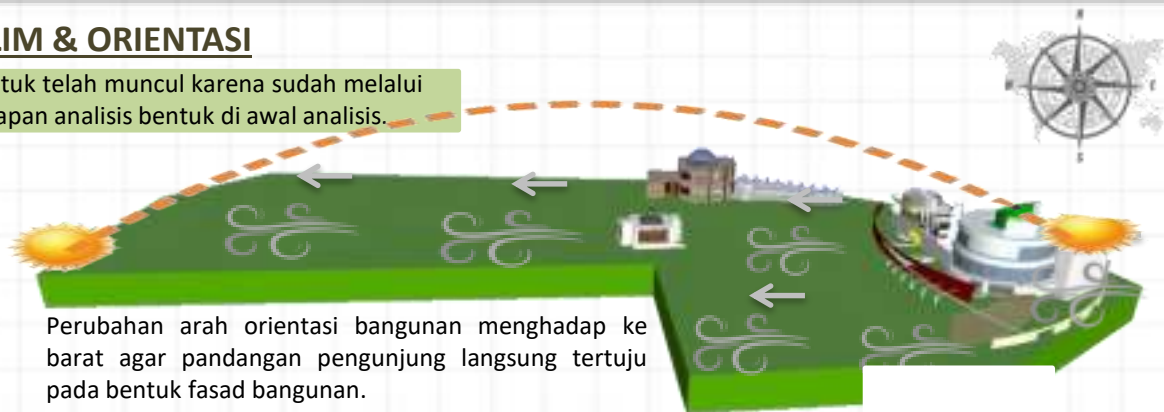 LIM & ORIENTASI
tuk telah muncul karena sudah melalui
apan analisis bentuk di awal analisis.
Perubahan arah orientasi bangunan menghadap ke
barat agar pandangan pengunjung langsung tertuju
pada bentuk fasad bangunan.